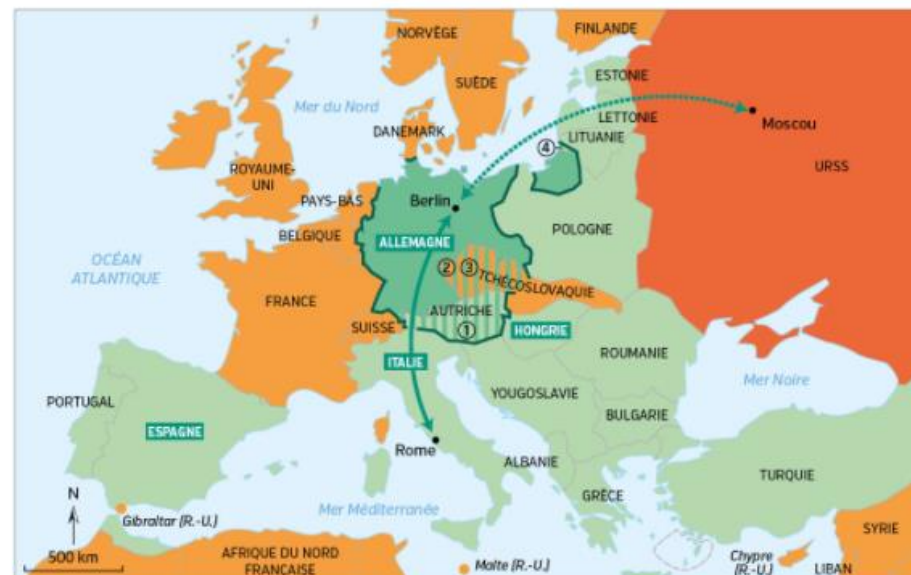 NORVÈGE
FINLANDE
SUÈDE
ESTONIE
Mer du Nord
LETTONIE
Moscou
DANEMARK
LITUANIE
④
ROYAUME-
UNI
URSS
PAYS-BAS
Berlin
BELGIQUE
ALLEMAGNE
POLOGNE
OCÉAN
ATLANTIQUE
② ③
TCHÉCOSLOVAQUIE
FRANCE
AUTRICHE
SUISSE
①
HONGRIE
ITALIE
ROUMANIE
Mer Noire
PORTUGAL
YOUGOSLAVIE
ESPAGNE
BULGARIE
Rome
ALBANIE
TURQUIE
GRÈCE
N
Mer Méditerranée
Gibraltar (R.-U.)
SYRIE
500 km
AFRIQUE DU NORD
FRANÇAISE
Malte (R.-U.)
Chypre
(R.-U.)
LIBAN